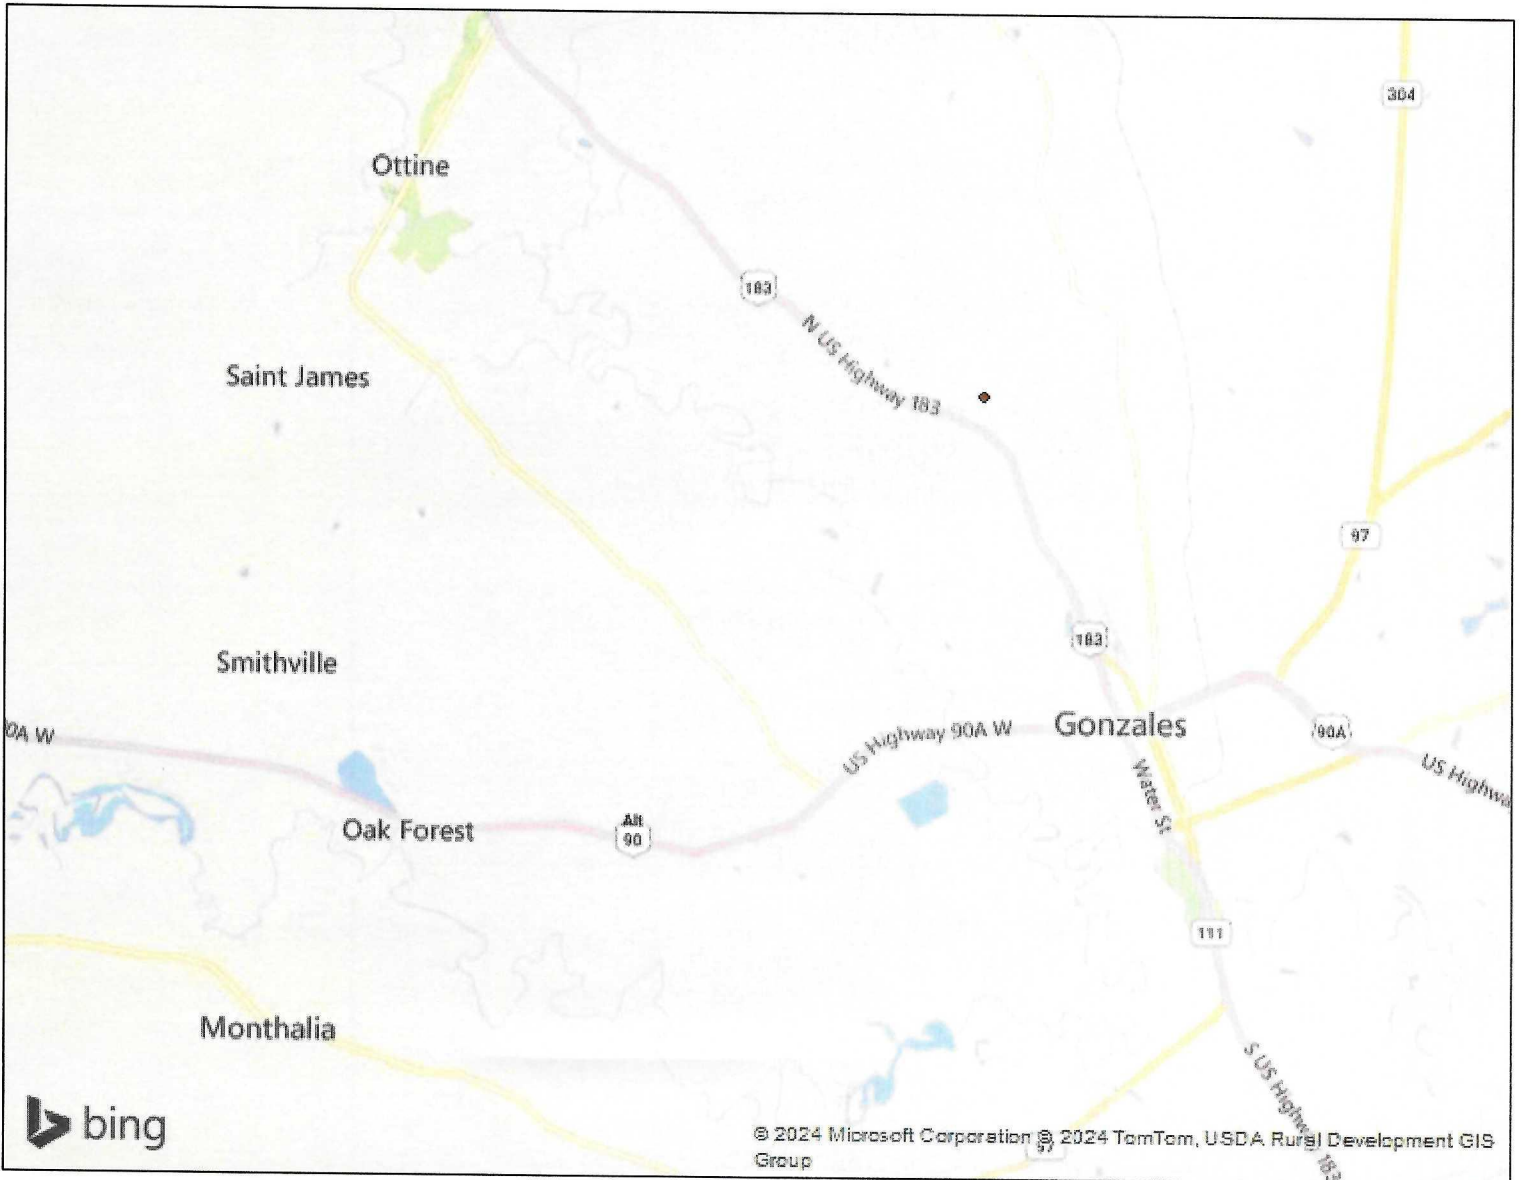 304
Ottine
183
N US Highway 183
Saint James
97
183
Smithville
0A W
US Highway 90A W
Gonzales
90A
US Highwa
Water St
Oak Forest
Alt
90
111
Monthalia
S US Highway 183
bing
© 2024 Microsoft Corporation © 2024 TomTom, USDA Rural Development GIS
Group
97